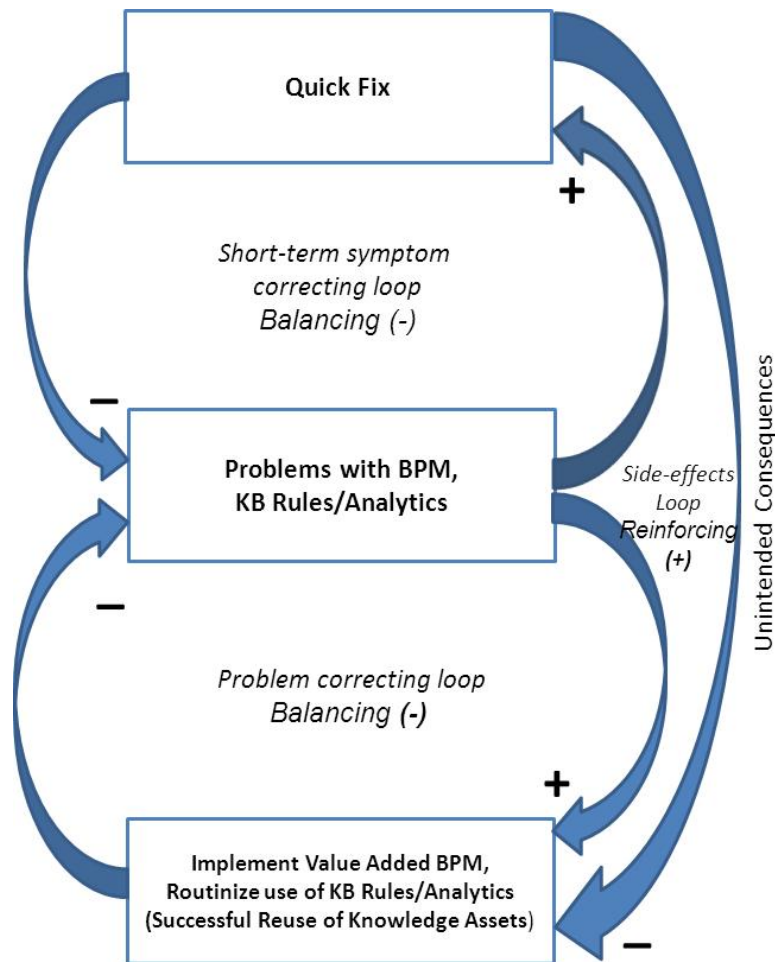 Quick Fix
+
Short-term symptom
correcting loop
Balancing (-)
–
Problems with BPM,
KB Rules/Analytics
Side-effects
Loop
Reinforcing
(+)
Unintended Consequences
–
Problem correcting loop
Balancing (-)
+
Implement Value Added BPM,
Routinize use of KB Rules/Analytics
(Successful Reuse of Knowledge Assets)
–